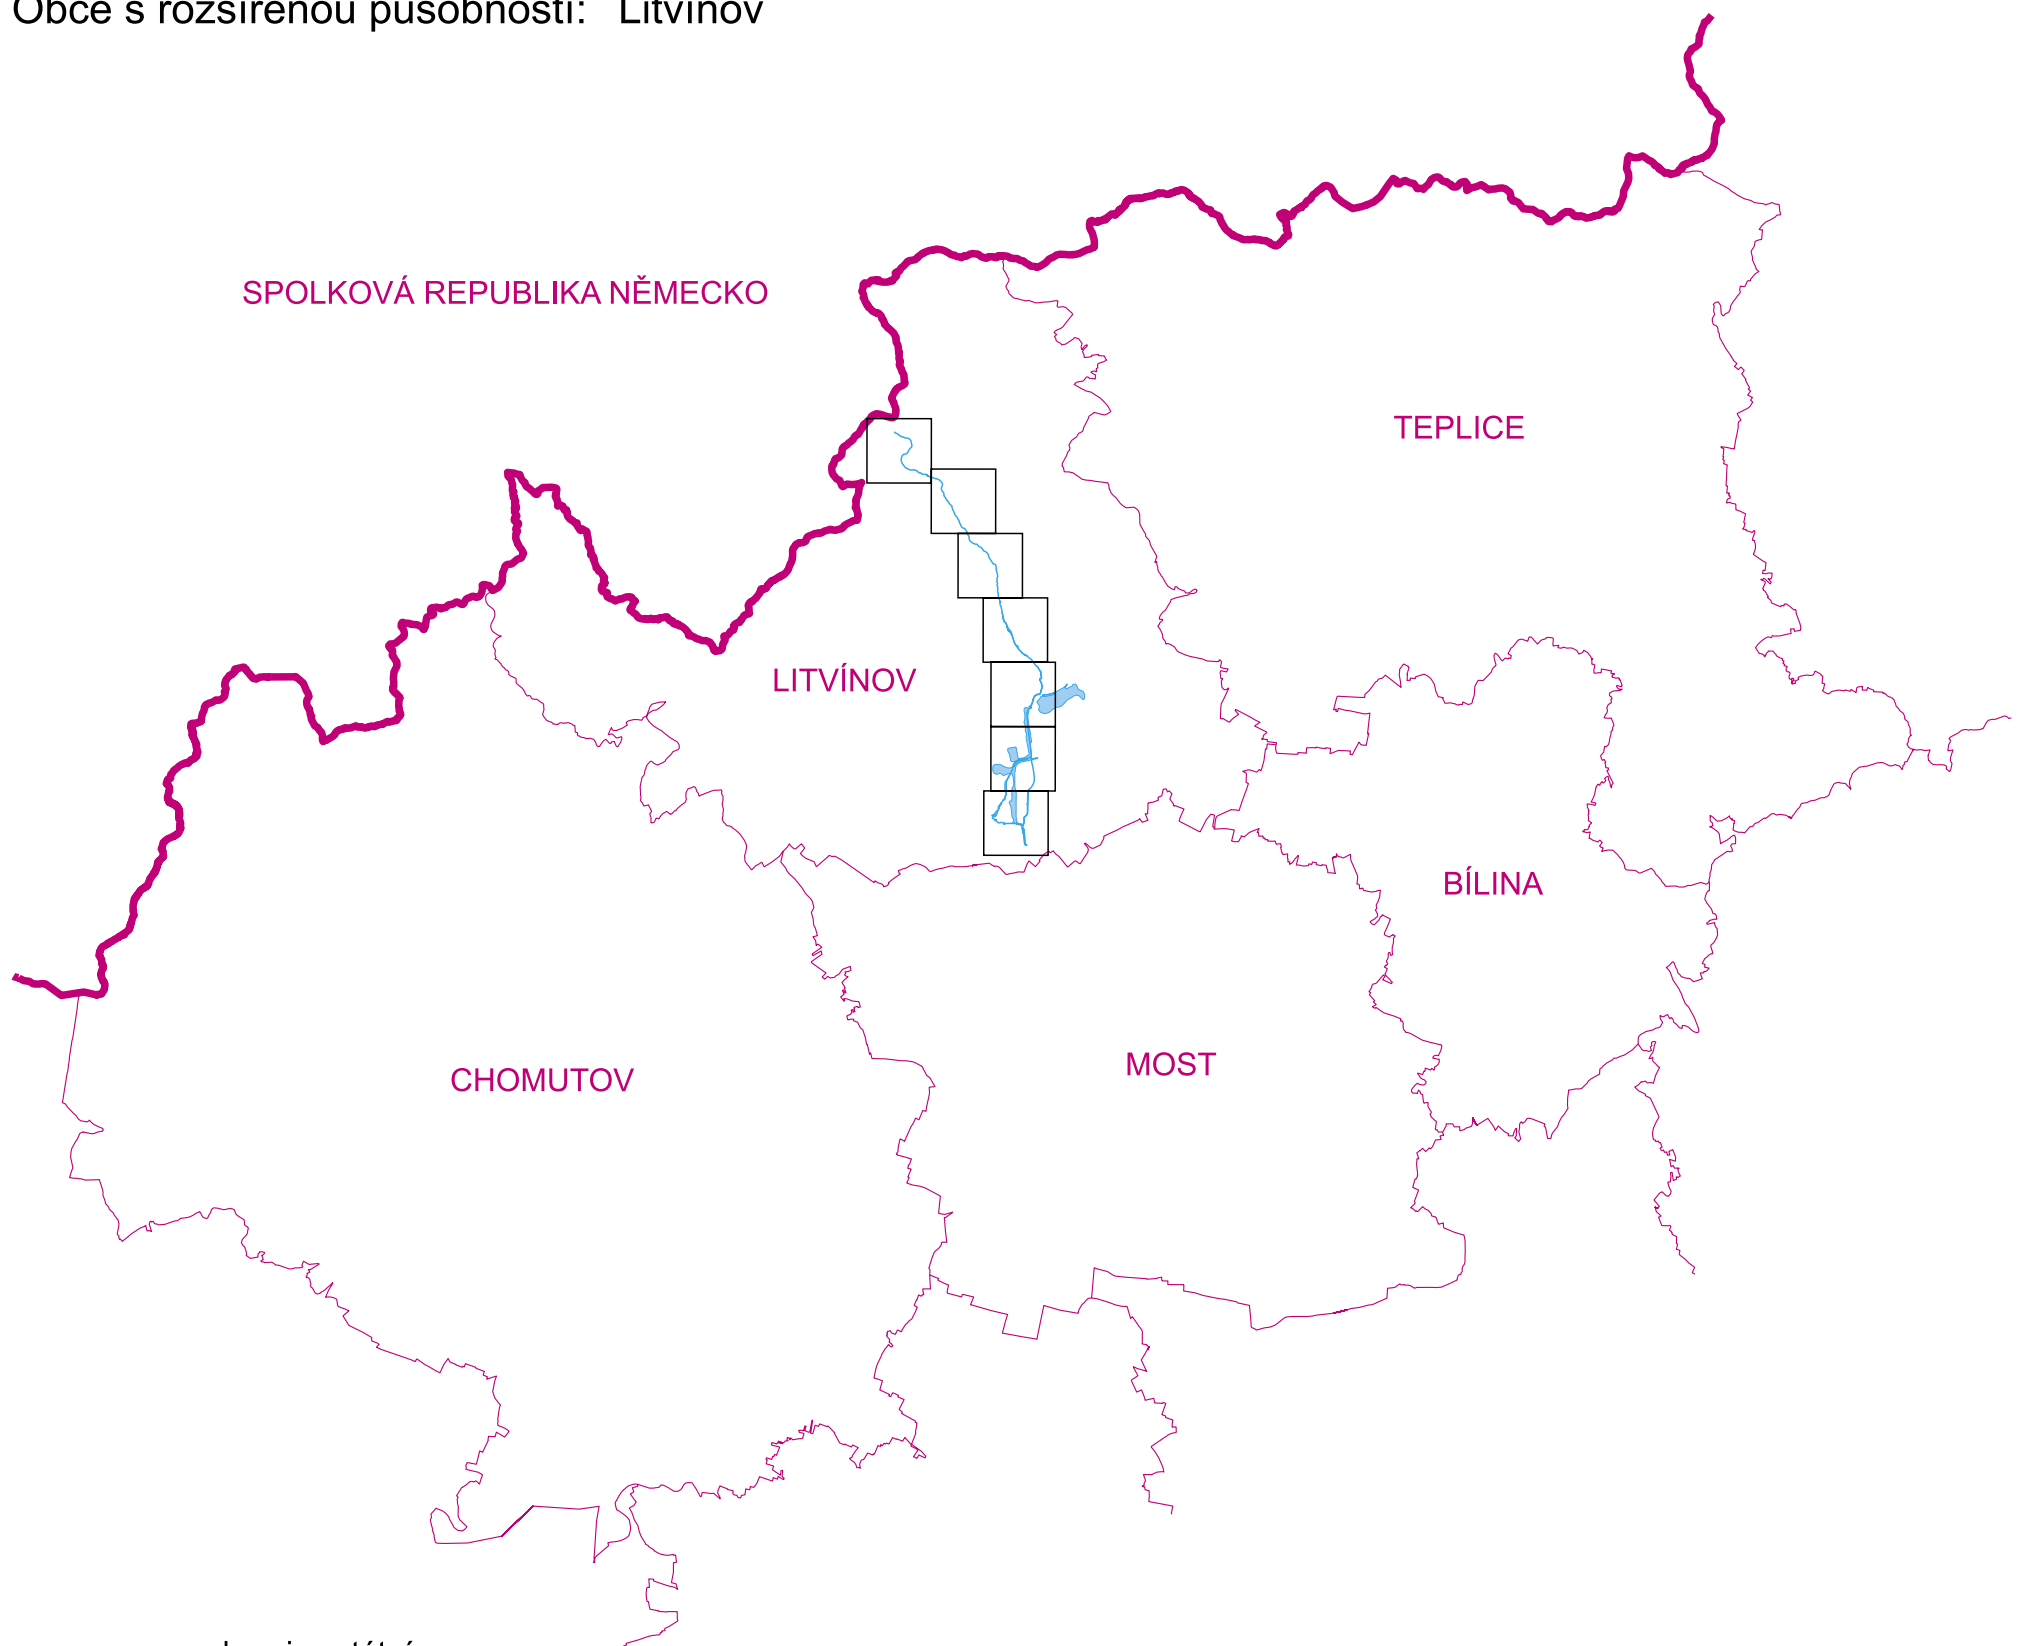 Obce s rozšířenou působností: Litvínov
SPOLKOVÁ REPUBLIKA NĚMECKO
TEPLICE
LITVÍNOV
BÍLINA
MOST
CHOMUTOV